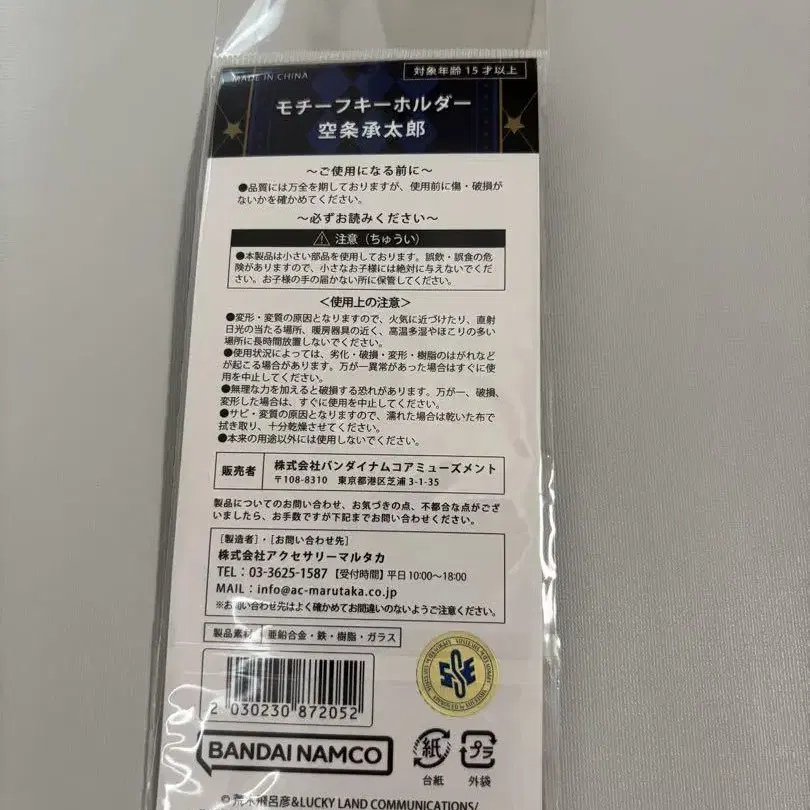 MADE IN CHINA
対象年齢15才以上
モチーフキーホルダー
空条承太郎
～ご使用になる前に～
●品質には万全を期しておりますが、使用前に傷・破損が
ないかを確かめてください。
～必ずお読みください～
注意（ちゅうい）
●本製品は小さい部品を使用しております。誤飲・誤食の危
険がありますので、小さなお子様には絶対に与えないでくだ
さい。お子様の手の届かない所に保管してください。
＜使用上の注意＞
●変形・変質の原因となりますので、火気に近づけたり、直射
日光の当たる場所、暖房器具の近く、高温多湿やほこりの多い
場所に長時間放置しないでください。
●使用状況によっては、劣化・破損・変形・樹脂のはがれなど
が起こる場合があります。万が一異常があった場合はすぐに使
用を中止してください。
●無理な力を加えると破損する恐れがあります。万が一、破損、
変形した場合は、すぐに使用を中止してください。
●サビ・変質の原因となりますので、濡れた場合は乾いた布で
拭き取り、十分乾燥させてください。
●本来の用途以外には使用しないでください。
販売者
株式会社バンダイナムコアミューズメント
〒108-8310 東京都港区芝浦3-1-35
製品についてのお問い合わせ、お気づきの点、不都合な点がござ
いましたら、お手数ですが下記までお問い合わせください。
［製造者］・［お問い合わせ先］
株式会社アクセサリーマルタカ
TEL：03-3625-1587【受付時間】平日10:00～18:00
MAIL：info@ac-marutaka.co.jp
※お問い合わせ先はよく確かめてお間違いのないようご注意ください。
製品素材 亜鉛合金・鉄・樹脂・ガラス
2 030230 872052
BANDAI NAMCO
紙
台紙
プラ
外袋
© 荒木飛呂彦&LUCKY LAND COMMUNICATIONS/